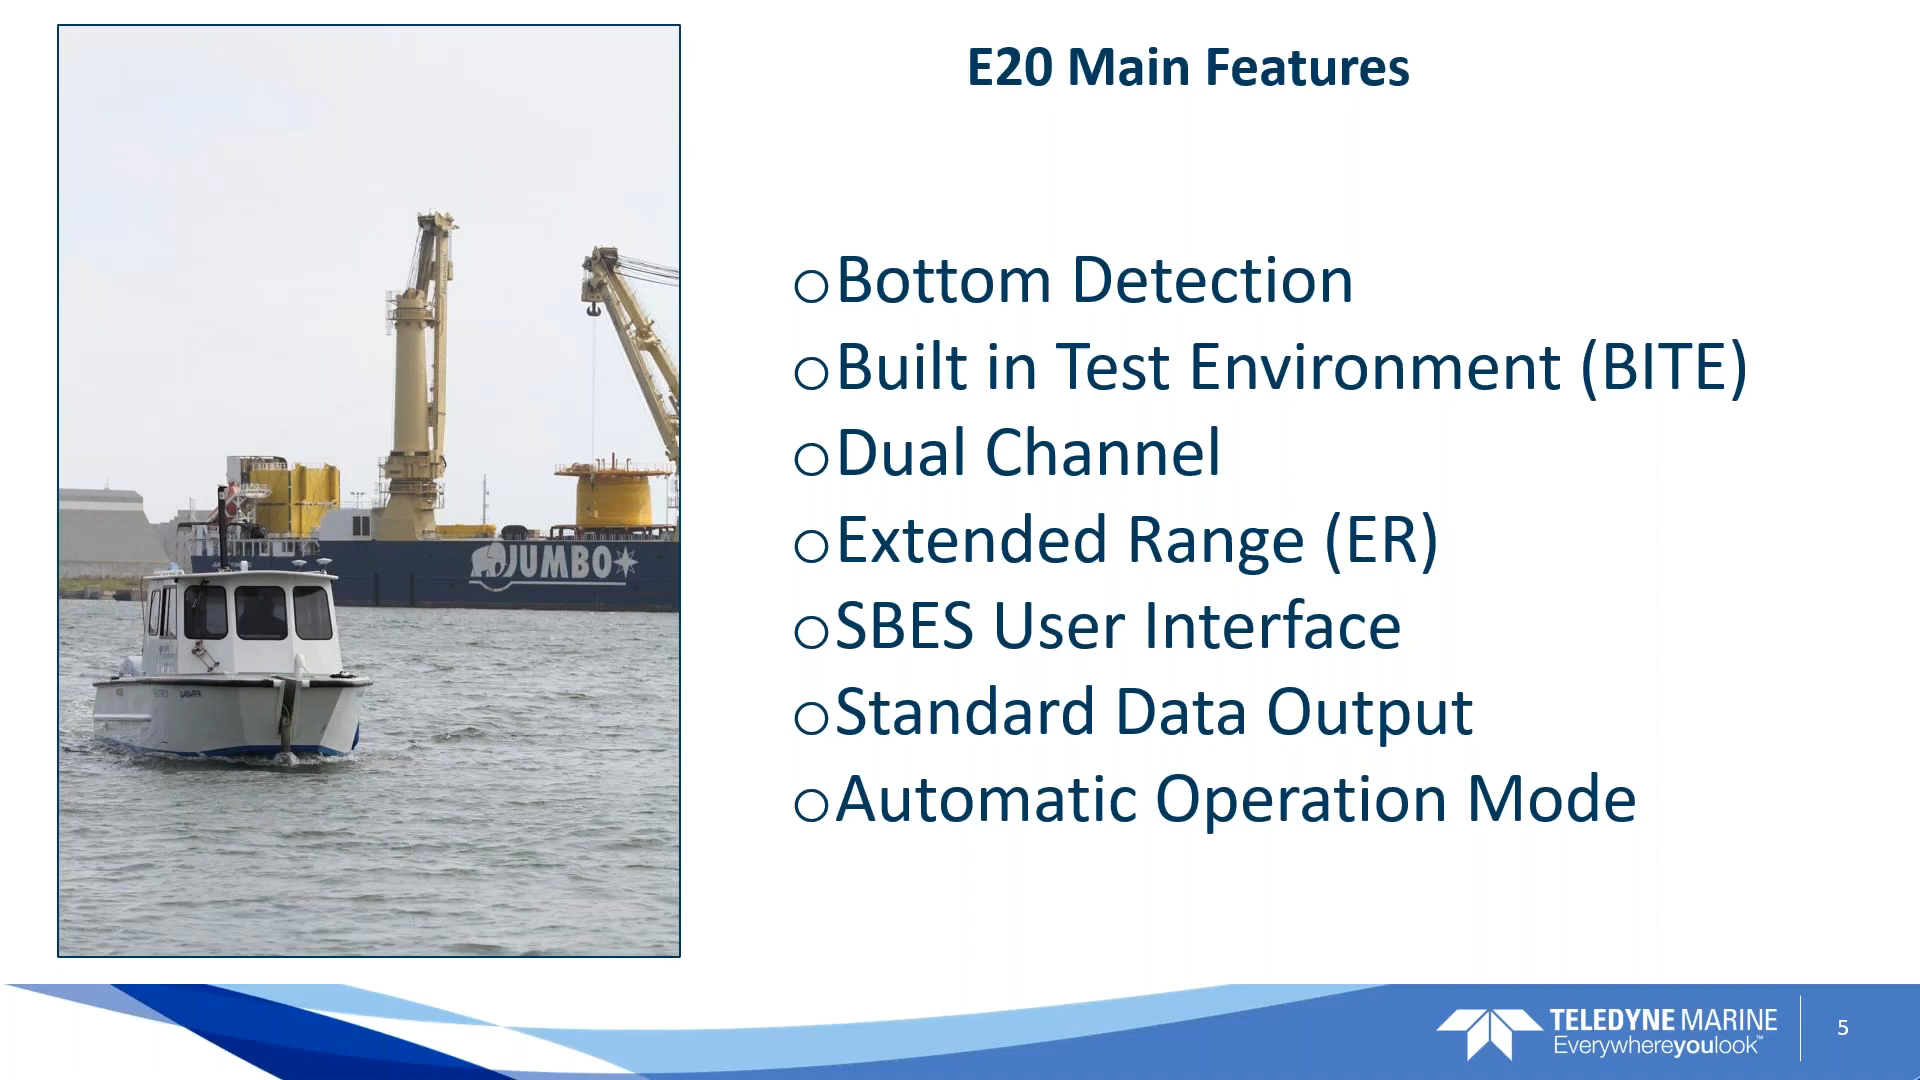 E20 Main Features
oBottom Detection
oBuilt in Test Environment (BITE)
oDual Channel
oExtended Range (ER)
oSBES User Interface
oStandard Data Output
oAutomatic Operation Mode
JUMBO
TELEDYNE MARINE
Everywhereyoulook™
5